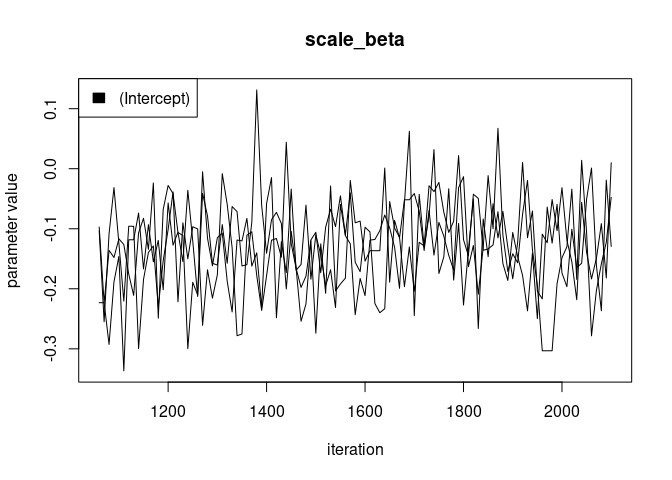 scale_beta
(Intercept)
0.1
0.0
-0.1
-0.2
-0.3
parameter value
1200 1400 1600 1800 2000
iteration